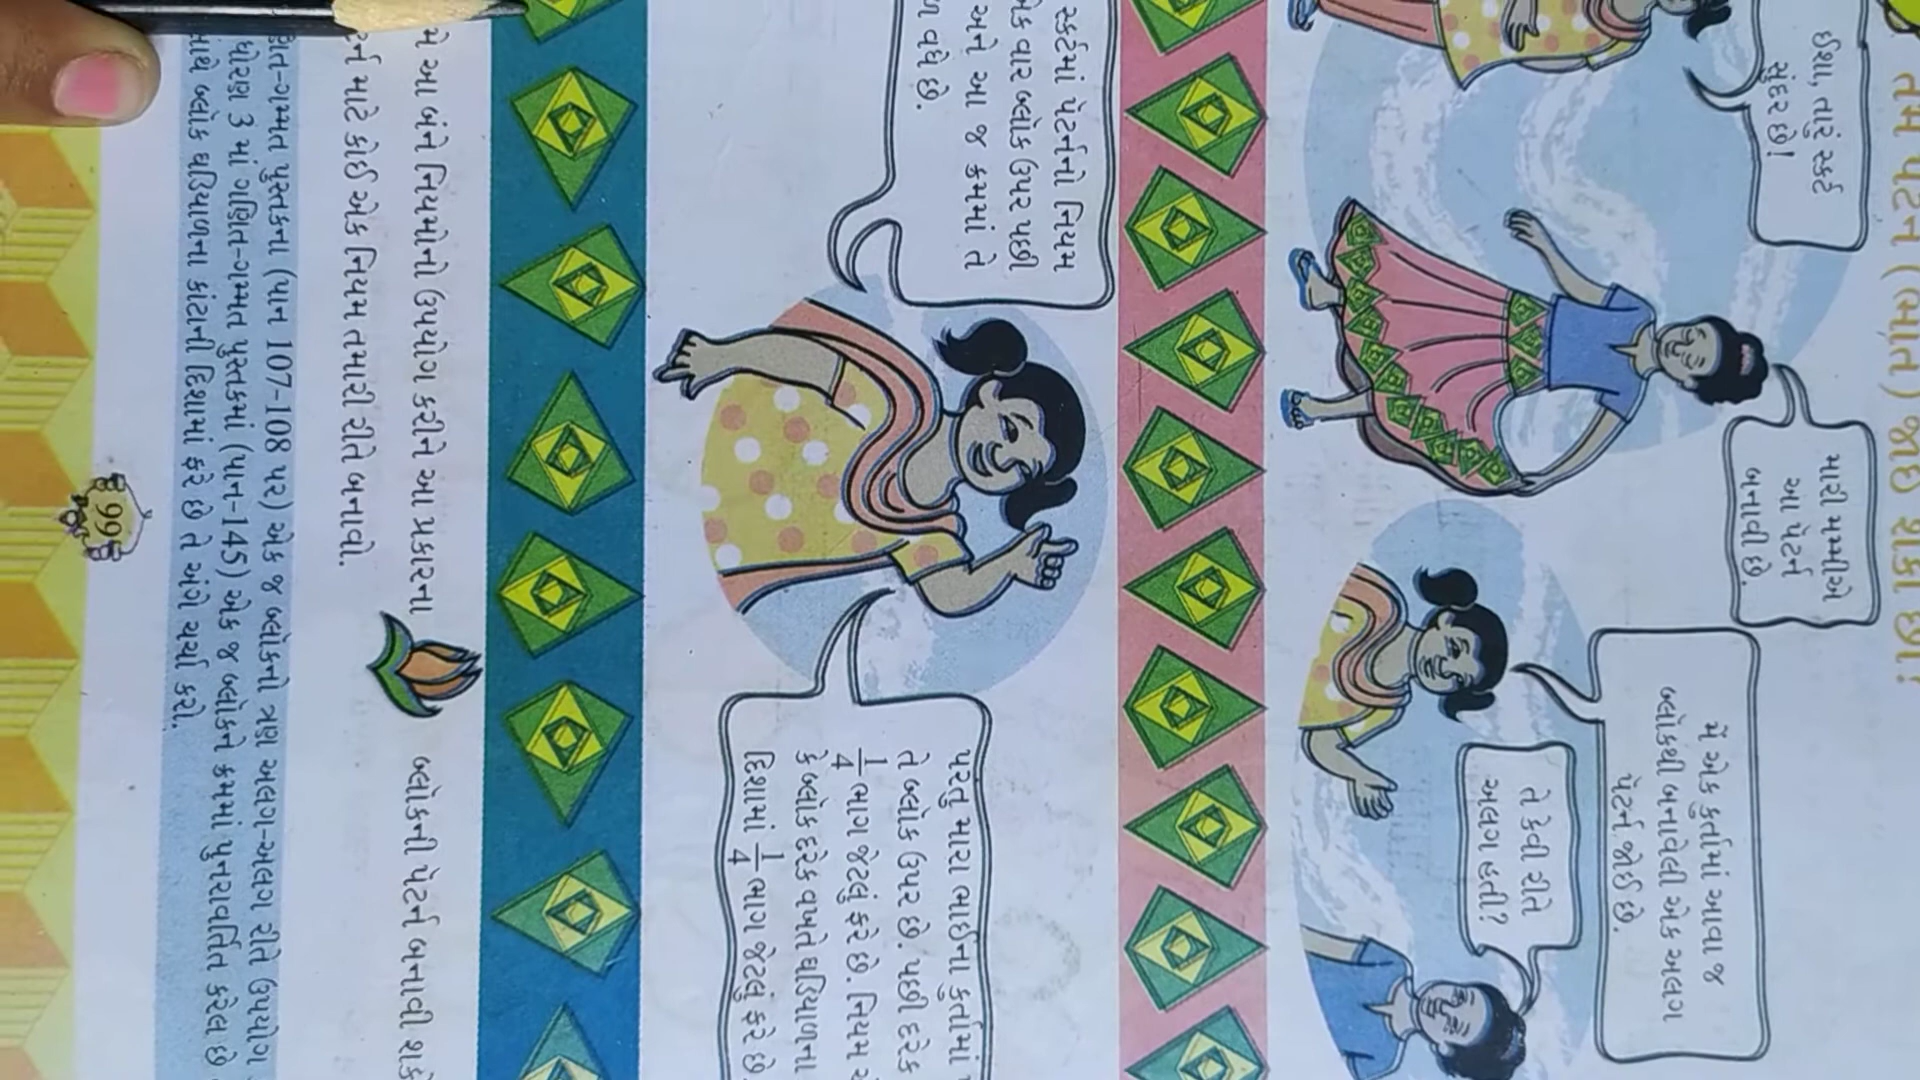 તમે પેટર્ન (ભાત) જોઇ શકો છો?
ઈશા, તારું સ્કર્ટ
સુંદર છે!
મારી મમ્મીએ
આ પેટર્ન
બનાવી છે.
મેં એક કુર્તામાં આવા જ
બ્લોકથી બનાવેલી એક અલગ
પેટર્ન જોઈ છે.
તે કેવી રીતે
અલગ હતી?
સ્કર્ટમાં પેટર્નનો નિયમ
એક વાર બ્લોક ઉપર પછી
અને આ જ ક્રમમાં તે
વધે છે.
પરંતુ મારા ભાઈના કુર્તામાં
તે બ્લોક ઉપર છે. પછી દરેક
1/4 ભાગ જેટલું ફરે છે. નિયમ
કે બ્લોક દરેક વખતે ઘડિયાળના
દિશામાં 1/4 ભાગ જેટલું ફરે છે.
આ બંને નિયમોનો ઉપયોગ કરીને આ પ્રકારના
બ્લોકની પેટર્ન બનાવી
માટે કોઈ એક નિયમ તમારી રીતે બનાવો.
ગણિત-ગમ્મત પુસ્તકના (પાન 107-108 પર) એક જ બ્લોકનો ત્રણ અલગ-અલગ રીતે ઉપયોગ
ધોરણ 3 માં ગણિત-ગમ્મત પુસ્તકમાં (પાન-145) એક જ બ્લોકને ક્રમમાં પુનરાવર્તિત કરેલ છે
સાથે બ્લોક ઘડિયાળના કાંટાની દિશામાં ફરે છે તે અંગે ચર્ચા કરો.
99